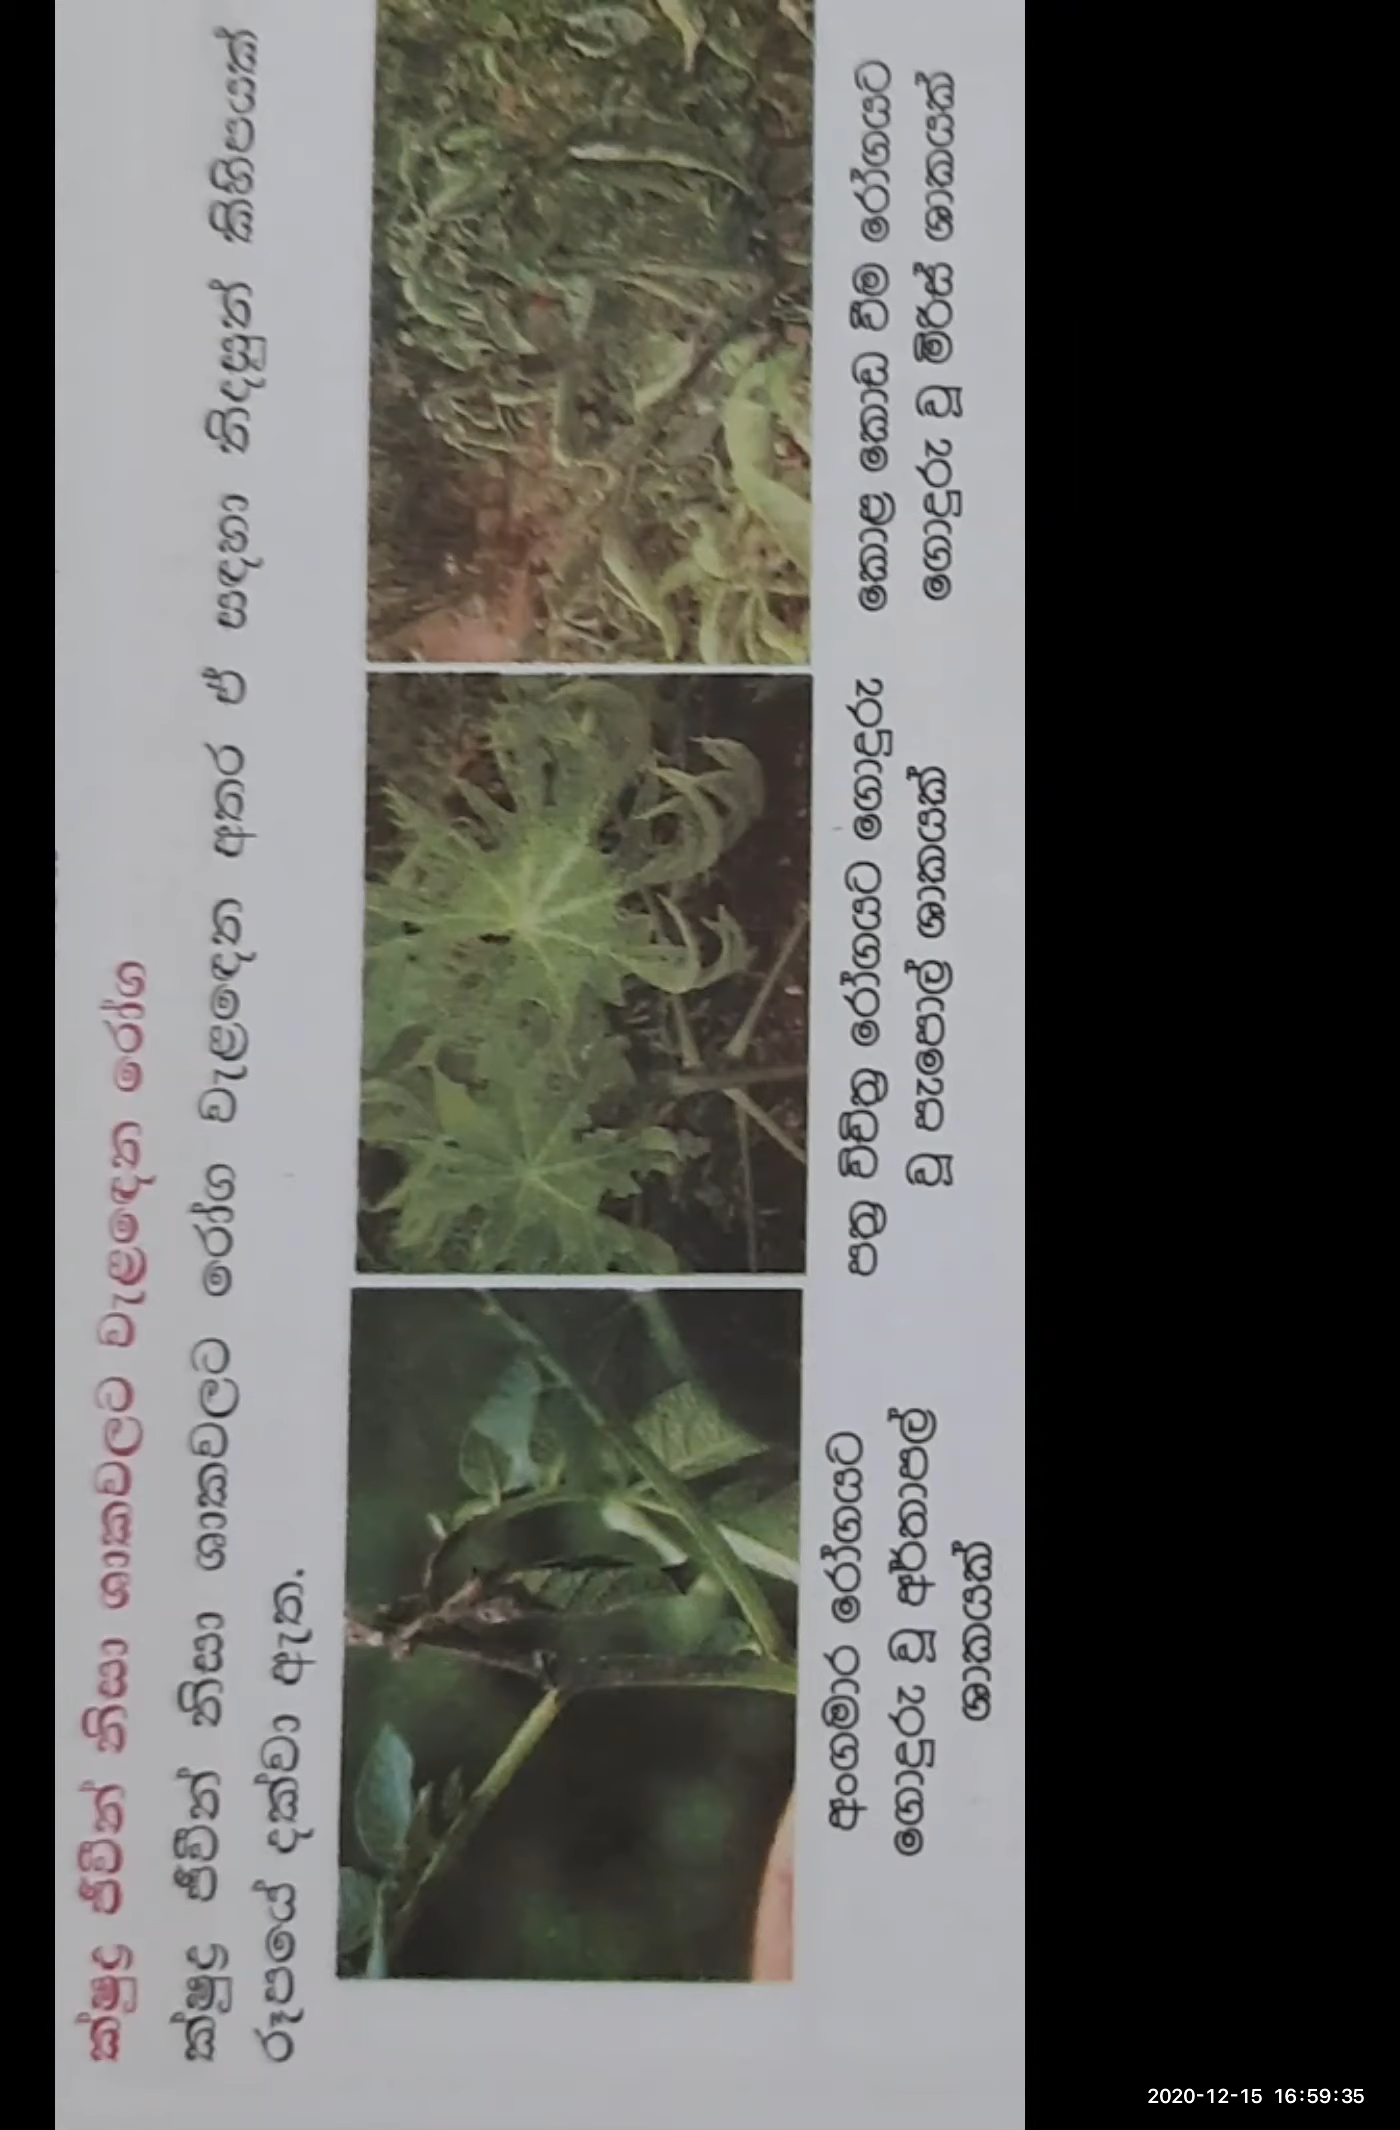 ක්ෂුද්‍ර ජීවීන් නිසා ශාකවලට වැළඳෙන රෝග
ක්ෂුද්‍ර ජීවීන් නිසා ශාකවලට රෝග වැළඳෙන අතර ඒ සඳහා නිදසුන් කිහිපයක්
රූපයේ දක්වා ඇත.
අංගමාර රෝගයට
ගොදුරු වූ අර්තාපල්
ශාකයක්
පත්‍ර විචිත්‍ර රෝගයට ගොදුරු
වූ පැපොල් ශාකයක්
කොළ කොඩ වීම රෝගයට
ගොදුරු වූ මිරිස් ශාකයක්
2020-12-15 16:59:35